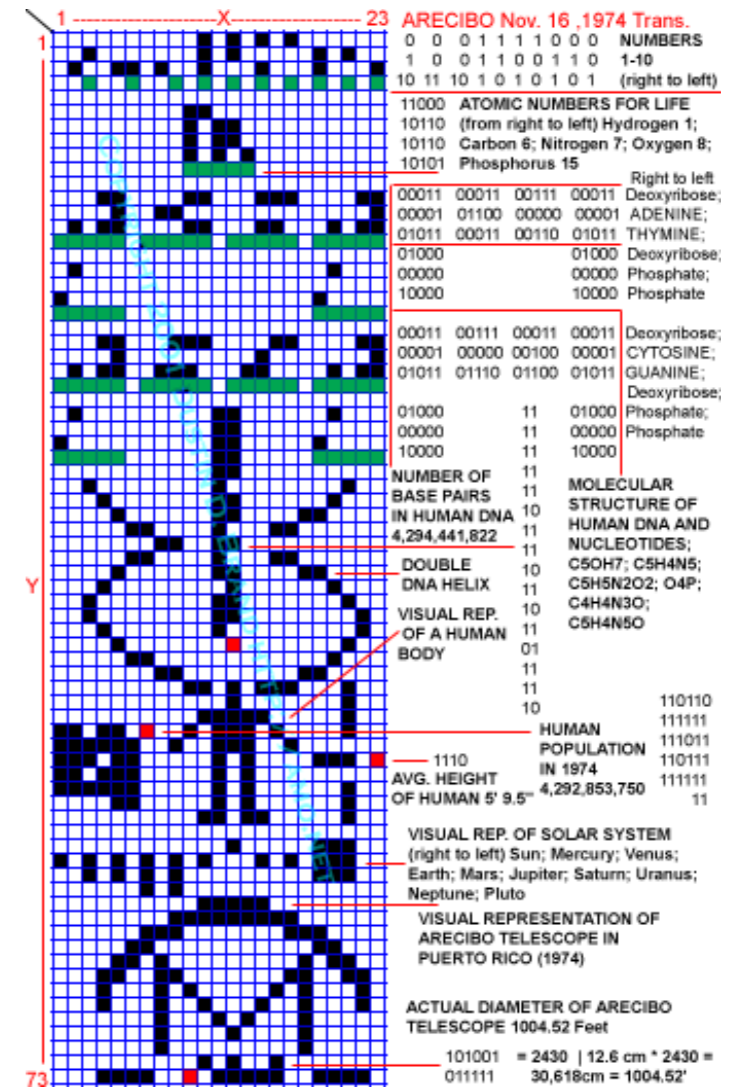 1 -----------------X----------------- 23 ARECIBO Nov. 16 ,1974 Trans.
1
0 0 0 1 1 1 1 0 0 0 NUMBERS
1 0 0 1 1 0 0 1 1 0 1-10
10 11 10 1 0 1 0 1 0 1 (right to left)
11000 ATOMIC NUMBERS FOR LIFE
10110 (from right to left) Hydrogen 1;
10110 Carbon 6; Nitrogen 7; Oxygen 8;
10101 Phosphorus 15
Right to left
00011 00011 00111 00011 Deoxyribose;
00001 01100 00000 00001 ADENINE;
01011 00011 00110 01011 THYMINE;
01000 01000 Deoxyribose;
00000 00000 Phosphate;
10000 10000 Phosphate
00011 00111 00011 00011 Deoxyribose;
00001 00000 00100 00001 CYTOSINE;
01011 01110 01100 01011 GUANINE;
Deoxyribose;
01000 11 01000 Phosphate;
00000 11 00000 Phosphate
10000 11 10000
11
11
10
11
11
10
11
10
11
01
11
11
10
NUMBER OF
BASE PAIRS
IN HUMAN DNA
4,294,441,822
MOLECULAR
STRUCTURE OF
HUMAN DNA AND
NUCLEOTIDES;
C5OH7; C5H4N5;
C5H5N2O2; O4P;
C4H4N3O;
C5H4N5O
DOUBLE
DNA HELIX
Y
VISUAL REP.
OF A HUMAN
BODY
110110
111111
111011
110111
111111
11
HUMAN
POPULATION
IN 1974
4,292,853,750
1110
AVG. HEIGHT
OF HUMAN 5' 9.5"
VISUAL REP. OF SOLAR SYSTEM
(right to left) Sun; Mercury; Venus;
Earth; Mars; Jupiter; Saturn; Uranus;
Neptune; Pluto
VISUAL REPRESENTATION OF
ARECIBO TELESCOPE IN
PUERTO RICO (1974)
ACTUAL DIAMETER OF ARECIBO
TELESCOPE 1004.52 Feet
101001 = 2430 | 12.6 cm * 2430 =
011111 30,618cm = 1004.52'
73
COPYRIGHT 2001 DUSTIN D. BRAND